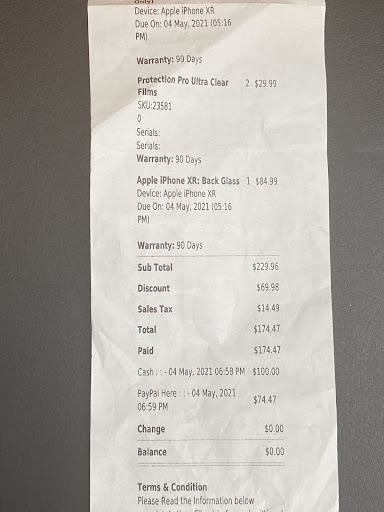 Only)
Device: Apple iPhone XR
Due On: 04 May, 2021 (05:16
PM)
Warranty: 90 Days
Protection Pro Ultra Clear 2 $29.99
Films
SKU:23581
0
Serials:
Serials:
Warranty: 90 Days
Apple iPhone XR: Back Glass 1 $84.99
Device: Apple iPhone XR
Due On: 04 May, 2021 (05:16
PM)
Warranty: 90 Days
Sub Total $229.96
Discount $69.98
Sales Tax $14.49
Total $174.47
Paid $174.47
Cash : : - 04 May, 2021 06:58 PM $100.00
PayPal Here : : - 04 May, 2021
06:59 PM $74.47
Change $0.00
Balance $0.00
Terms & Condition
Please Read the Information below